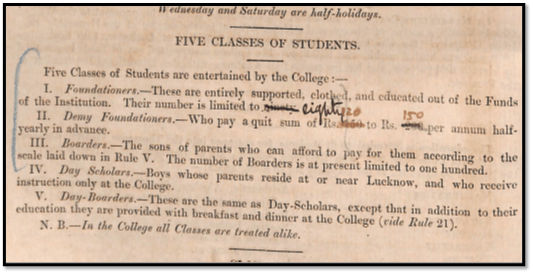 Wednesday and Saturday are half-holidays.
FIVE CLASSES OF STUDENTS.
Five Classes of Students are entertained by the College :—
I. Foundationers.—These are entirely supported, clothed, and educated out of the Funds
of the Institution. Their number is limited to eighty
II. Demy Foundationers.—Who pay a quit sum of Rs. 120 to Rs. 150 per annum half-
yearly in advance.
III. Boarders.—The sons of parents who can afford to pay for them according to the
scale laid down in Rule V. The number of Boarders is at present limited to one hundred.
IV. Day Scholars.—Boys whose parents reside at or near Lucknow, and who receive
instruction only at the College.
V. Day-Boarders.—These are the same as Day-Scholars, except that in addition to their
education they are provided with breakfast and dinner at the College (vide Rule 21).
N. B.—In the College all Classes are treated alike.